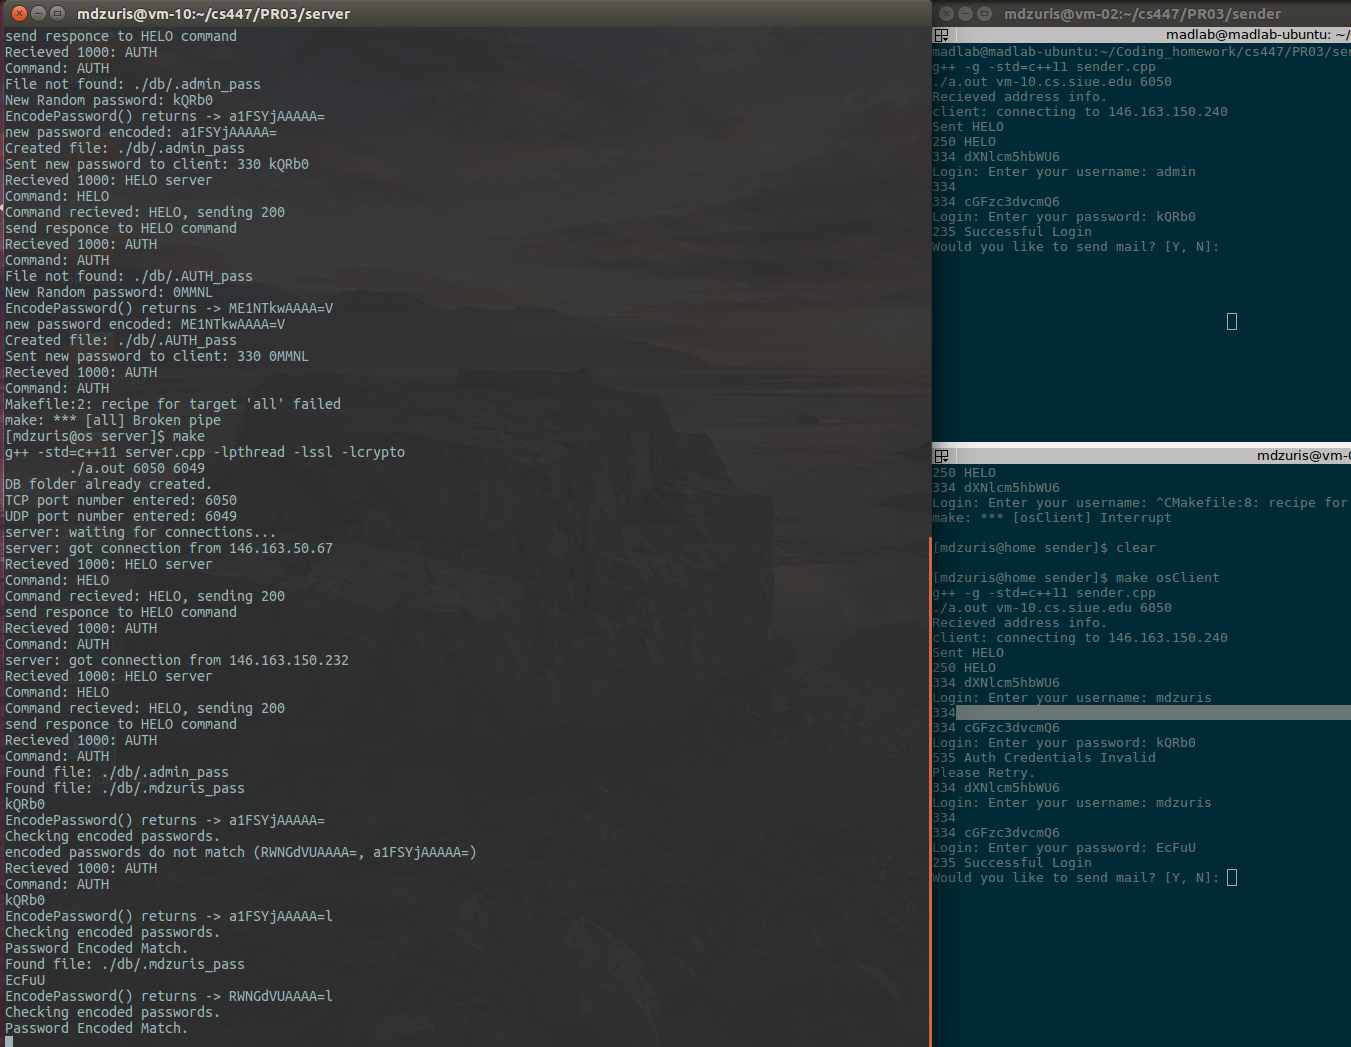 mdzuris@vm-10:~/cs447/PR03/server
send responce to HELO command
Recieved 1000: AUTH
Command: AUTH
File not found: ./db/.admin_pass
New Random password: kQRb0
EncodePassword() returns -> a1FSYjAAAAA=
new password encoded: a1FSYjAAAAA=
Created file: ./db/.admin_pass
Sent new password to client: 330 kQRb0
Recieved 1000: HELO server
Command: HELO
Command recieved: HELO, sending 200
send responce to HELO command
Recieved 1000: AUTH
Command: AUTH
File not found: ./db/.AUTH_pass
New Random password: 0MMNL
EncodePassword() returns -> ME1NTkwAAAA=V
new password encoded: ME1NTkwAAAA=V
Created file: ./db/.AUTH_pass
Sent new password to client: 330 0MMNL
Recieved 1000: AUTH
Command: AUTH
Makefile:2: recipe for target 'all' failed
make: *** [all] Broken pipe
[mdzuris@os server]$ make
g++ -std=c++11 server.cpp -lpthread -lssl -lcrypto
./a.out 6050 6049
DB folder already created.
TCP port number entered: 6050
UDP port number entered: 6049
server: waiting for connections...
server: got connection from 146.163.50.67
Recieved 1000: HELO server
Command: HELO
Command recieved: HELO, sending 200
send responce to HELO command
Recieved 1000: AUTH
Command: AUTH
server: got connection from 146.163.150.232
Recieved 1000: HELO server
Command: HELO
Command recieved: HELO, sending 200
send responce to HELO command
Recieved 1000: AUTH
Command: AUTH
Found file: ./db/.admin_pass
Found file: ./db/.mdzuris_pass
kQRb0
EncodePassword() returns -> a1FSYjAAAAA=
Checking encoded passwords.
encoded passwords do not match (RWNGdVUAAAA=, a1FSYjAAAAA=)
Recieved 1000: AUTH
Command: AUTH
kQRb0
EncodePassword() returns -> a1FSYjAAAAA=l
Checking encoded passwords.
Password Encoded Match.
Found file: ./db/.mdzuris_pass
EcFuU
EncodePassword() returns -> RWNGdVUAAAA=l
Checking encoded passwords.
Password Encoded Match.
mdzuris@vm-02:~/cs447/PR03/sender
madlab@madlab-ubuntu: ~/
madlab@madlab-ubuntu:~/Coding_homework/cs447/PR03/se
g++ -g -std=c++11 sender.cpp
./a.out vm-10.cs.siue.edu 6050
Recieved address info.
client: connecting to 146.163.150.240
Sent HELO
250 HELO
334 dXNlcm5hbWU6
Login: Enter your username: admin
334
334 cGFzc3dvcmQ6
Login: Enter your password: kQRb0
235 Successful Login
Would you like to send mail? [Y, N]:
mdzuris@vm-0
250 HELO
334 dXNlcm5hbWU6
Login: Enter your username: ^CMakefile:8: recipe for
make: *** [osClient] Interrupt
[mdzuris@home sender]$ clear
[mdzuris@home sender]$ make osClient
g++ -g -std=c++11 sender.cpp
./a.out vm-10.cs.siue.edu 6050
Recieved address info.
client: connecting to 146.163.150.240
Sent HELO
250 HELO
334 dXNlcm5hbWU6
Login: Enter your username: mdzuris
334
334 cGFzc3dvcmQ6
Login: Enter your password: kQRb0
535 Auth Credentials Invalid
Please Retry.
334 dXNlcm5hbWU6
Login: Enter your username: mdzuris
334
334 cGFzc3dvcmQ6
Login: Enter your password: EcFuU
235 Successful Login
Would you like to send mail? [Y, N]: